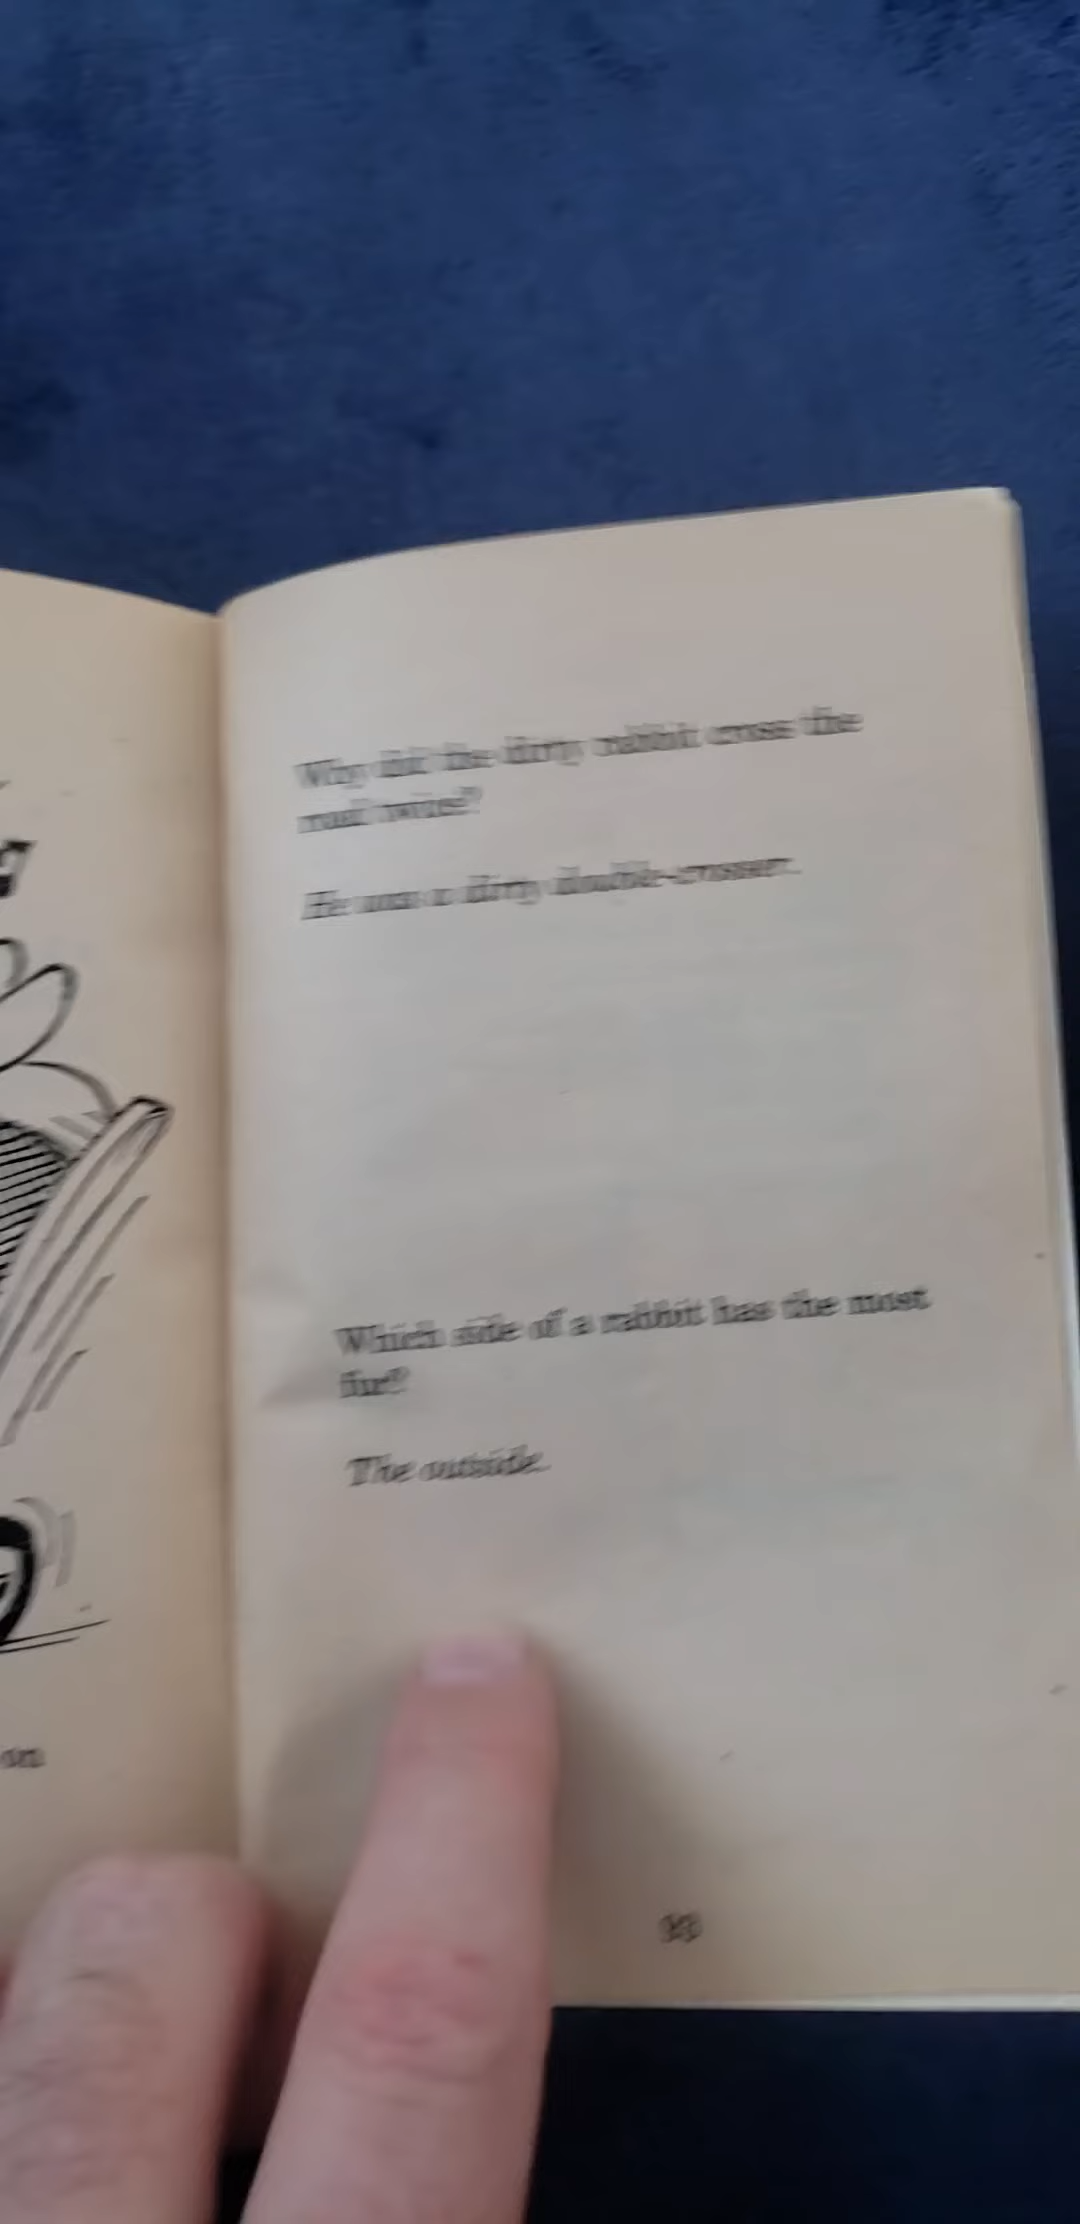 Why did the dirty rabbit cross the
road twice?
He was a dirty double-crosser.
Which side of a rabbit has the most
fur?
The outside.
on